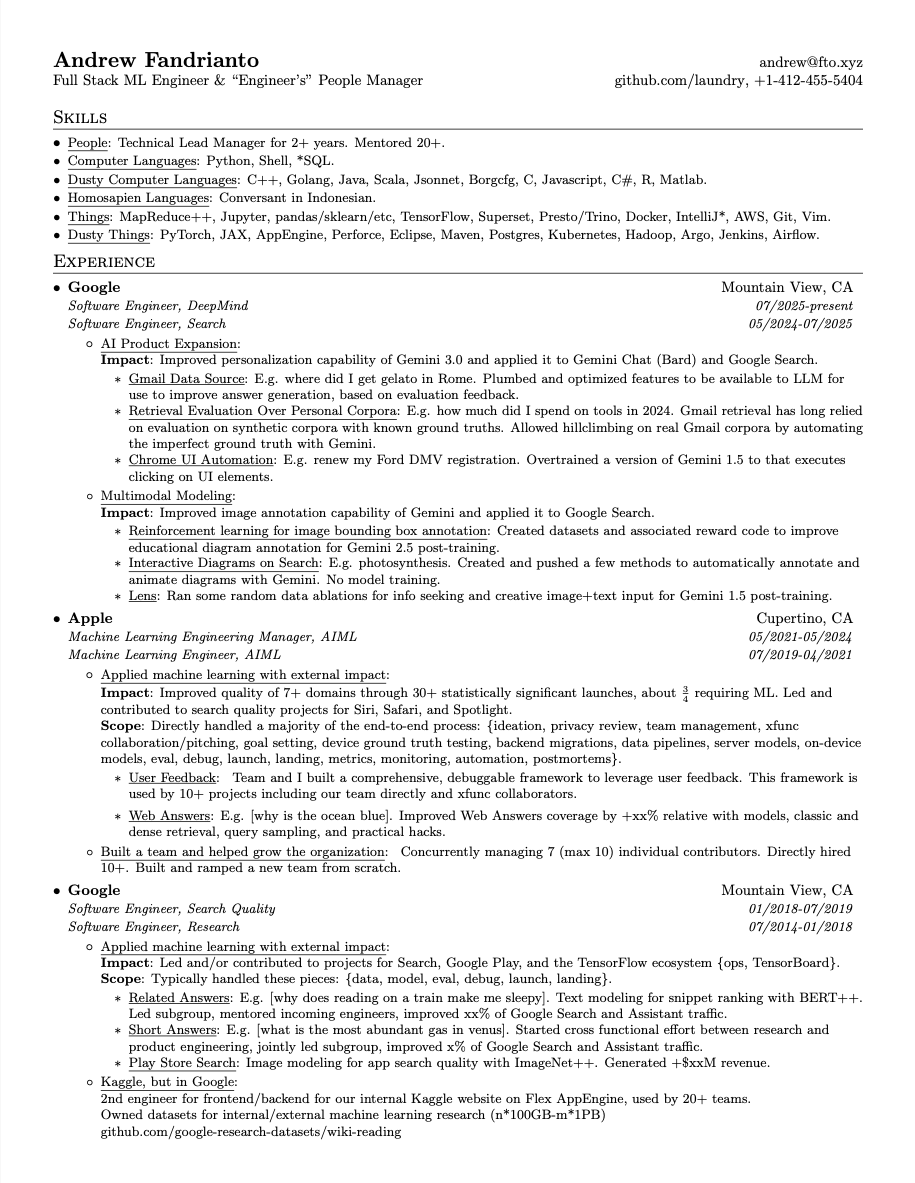 Andrew Fandrianto
andrew@fto.xyz
Full Stack ML Engineer & “Engineer’s” People Manager
github.com/laundry, +1-412-455-5404
Skills
• People: Technical Lead Manager for 2+ years. Mentored 20+.
• Computer Languages: Python, Shell, *SQL.
• Dusty Computer Languages: C++, Golang, Java, Scala, Jsonnet, Borgcfg, C, Javascript, C#, R, Matlab.
• Homosapien Languages: Conversant in Indonesian.
• Things: MapReduce++, Jupyter, pandas/sklearn/etc, TensorFlow, Superset, Presto/Trino, Docker, IntelliJ*, AWS, Git, Vim.
• Dusty Things: PyTorch, JAX, AppEngine, Perforce, Eclipse, Maven, Postgres, Kubernetes, Hadoop, Argo, Jenkins, Airflow.
Experience
• Google Mountain View, CA
Software Engineer, DeepMind 07/2025-present
Software Engineer, Search 05/2024-07/2025
◦ AI Product Expansion:
Impact: Improved personalization capability of Gemini 3.0 and applied it to Gemini Chat (Bard) and Google Search.
∗ Gmail Data Source: E.g. where did I get gelato in Rome. Plumbed and optimized features to be available to LLM for
use to improve answer generation, based on evaluation feedback.
∗ Retrieval Evaluation Over Personal Corpora: E.g. how much did I spend on tools in 2024. Gmail retrieval has long relied
on evaluation on synthetic corpora with known ground truths. Allowed hillclimbing on real Gmail corpora by automating
the imperfect ground truth with Gemini.
∗ Chrome UI Automation: E.g. renew my Ford DMV registration. Overtrained a version of Gemini 1.5 to that executes
clicking on UI elements.
◦ Multimodal Modeling:
Impact: Improved image annotation capability of Gemini and applied it to Google Search.
∗ Reinforcement learning for image bounding box annotation: Created datasets and associated reward code to improve
educational diagram annotation for Gemini 2.5 post-training.
∗ Interactive Diagrams on Search: E.g. photosynthesis. Created and pushed a few methods to automatically annotate and
animate diagrams with Gemini. No model training.
∗ Lens: Ran some random data ablations for info seeking and creative image+text input for Gemini 1.5 post-training.
• Apple Cupertino, CA
Machine Learning Engineering Manager, AIML 05/2021-05/2024
Machine Learning Engineer, AIML 07/2019-04/2021
◦ Applied machine learning with external impact:
Impact: Improved quality of 7+ domains through 30+ statistically significant launches, about 3/4 requiring ML. Led and
contributed to search quality projects for Siri, Safari, and Spotlight.
Scope: Directly handled a majority of the end-to-end process: {ideation, privacy review, team management, xfunc
collaboration/pitching, goal setting, device ground truth testing, backend migrations, data pipelines, server models, on-device
models, eval, debug, launch, landing, metrics, monitoring, automation, postmortems}.
∗ User Feedback: Team and I built a comprehensive, debuggable framework to leverage user feedback. This framework is
used by 10+ projects including our team directly and xfunc collaborators.
∗ Web Answers: E.g. [why is the ocean blue]. Improved Web Answers coverage by +xx% relative with models, classic and
dense retrieval, query sampling, and practical hacks.
◦ Built a team and helped grow the organization: Concurrently managing 7 (max 10) individual contributors. Directly hired
10+. Built and ramped a new team from scratch.
• Google Mountain View, CA
Software Engineer, Search Quality 01/2018-07/2019
Software Engineer, Research 07/2014-01/2018
◦ Applied machine learning with external impact:
Impact: Led and/or contributed to projects for Search, Google Play, and the TensorFlow ecosystem {ops, TensorBoard}.
Scope: Typically handled these pieces: {data, model, eval, debug, launch, landing}.
∗ Related Answers: E.g. [why does reading on a train make me sleepy]. Text modeling for snippet ranking with BERT++.
Led subgroup, mentored incoming engineers, improved xx% of Google Search and Assistant traffic.
∗ Short Answers: E.g. [what is the most abundant gas in venus]. Started cross functional effort between research and
product engineering, jointly led subgroup, improved x% of Google Search and Assistant traffic.
∗ Play Store Search: Image modeling for app search quality with ImageNet++. Generated +$xxM revenue.
◦ Kaggle, but in Google:
2nd engineer for frontend/backend for our internal Kaggle website on Flex AppEngine, used by 20+ teams.
Owned datasets for internal/external machine learning research (n*100GB-m*1PB)
github.com/google-research-datasets/wiki-reading